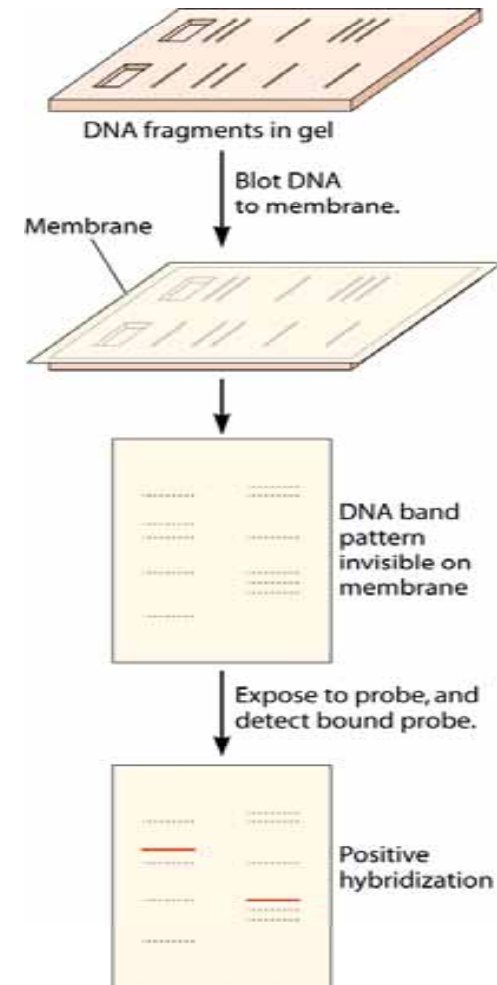 DNA fragments in gel
Blot DNA
to membrane.
Membrane
DNA band
pattern
invisible on
membrane
Expose to probe, and
detect bound probe.
Positive
hybridization